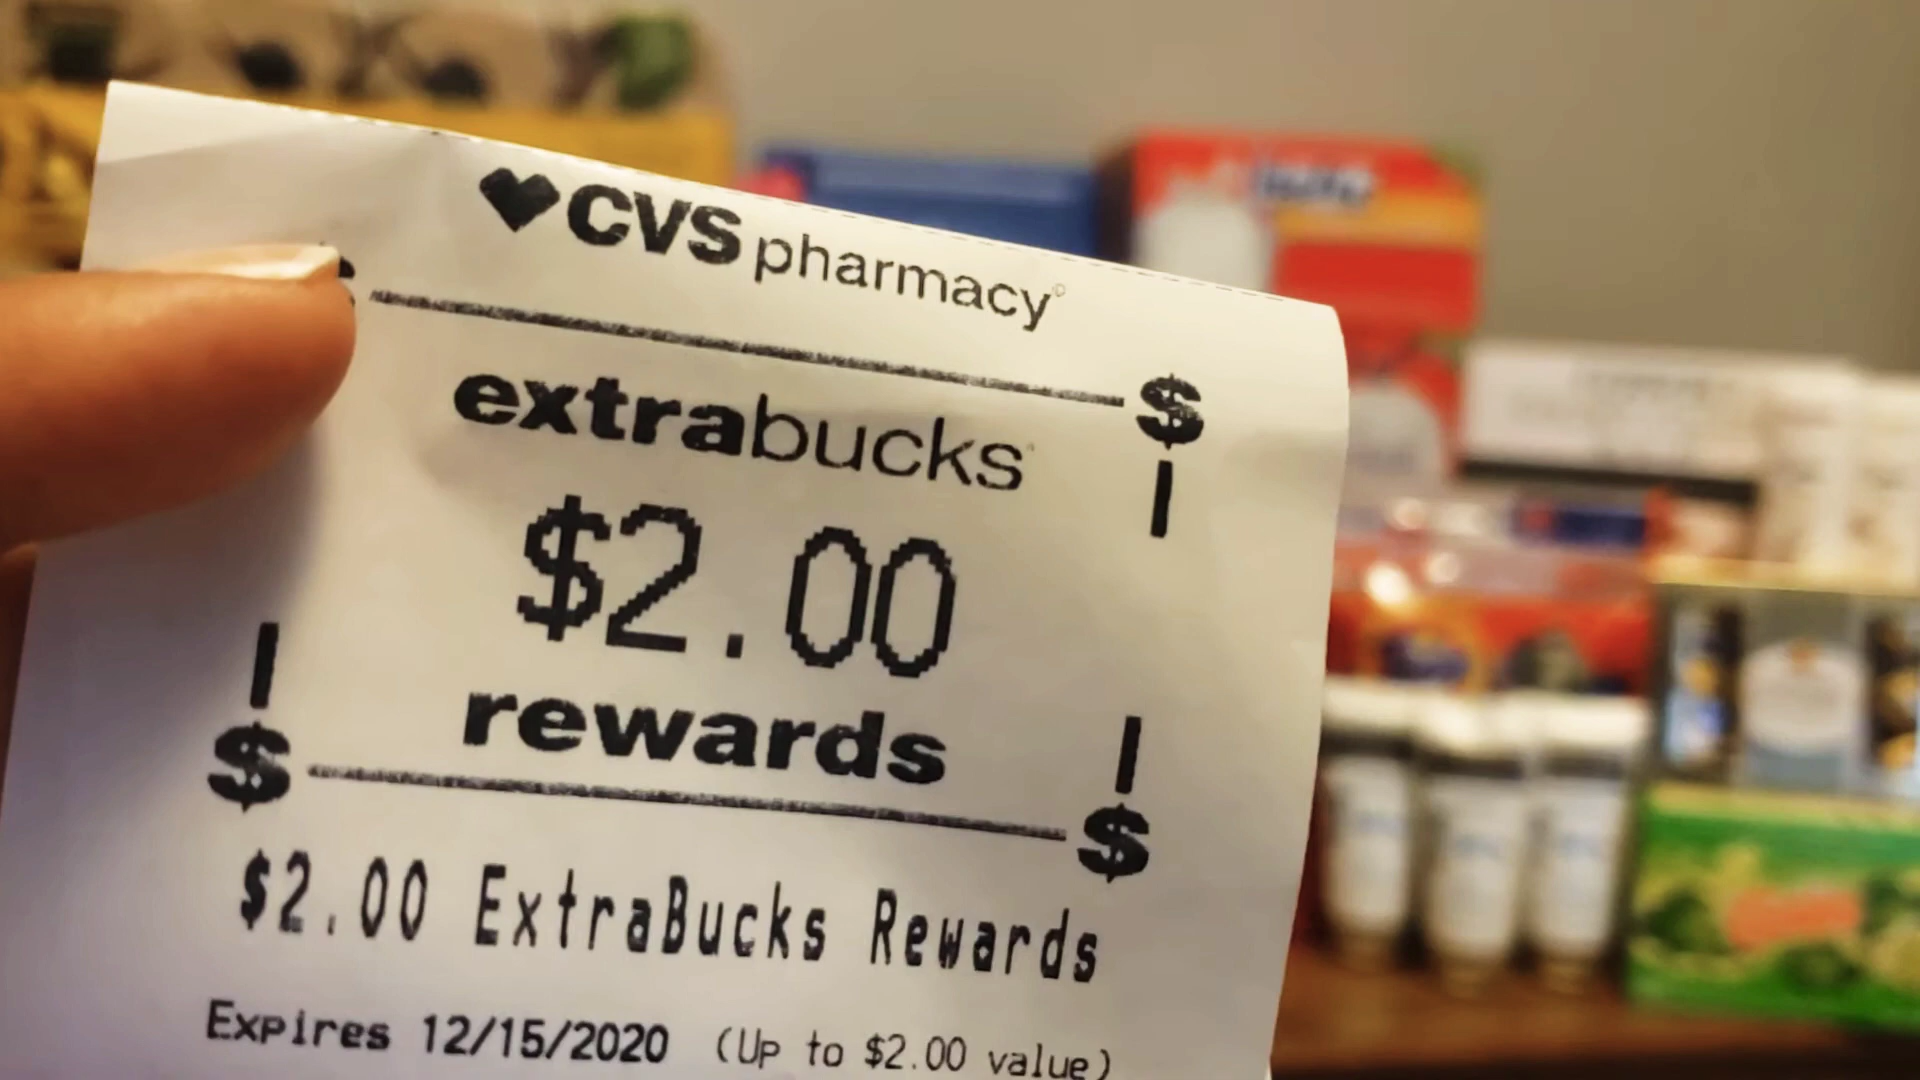 CVS pharmacy
$
extrabucks
$2.00
rewards
$ $
$2.00 ExtraBucks Rewards
Expires 12/15/2020 (Up to $2.00 value)